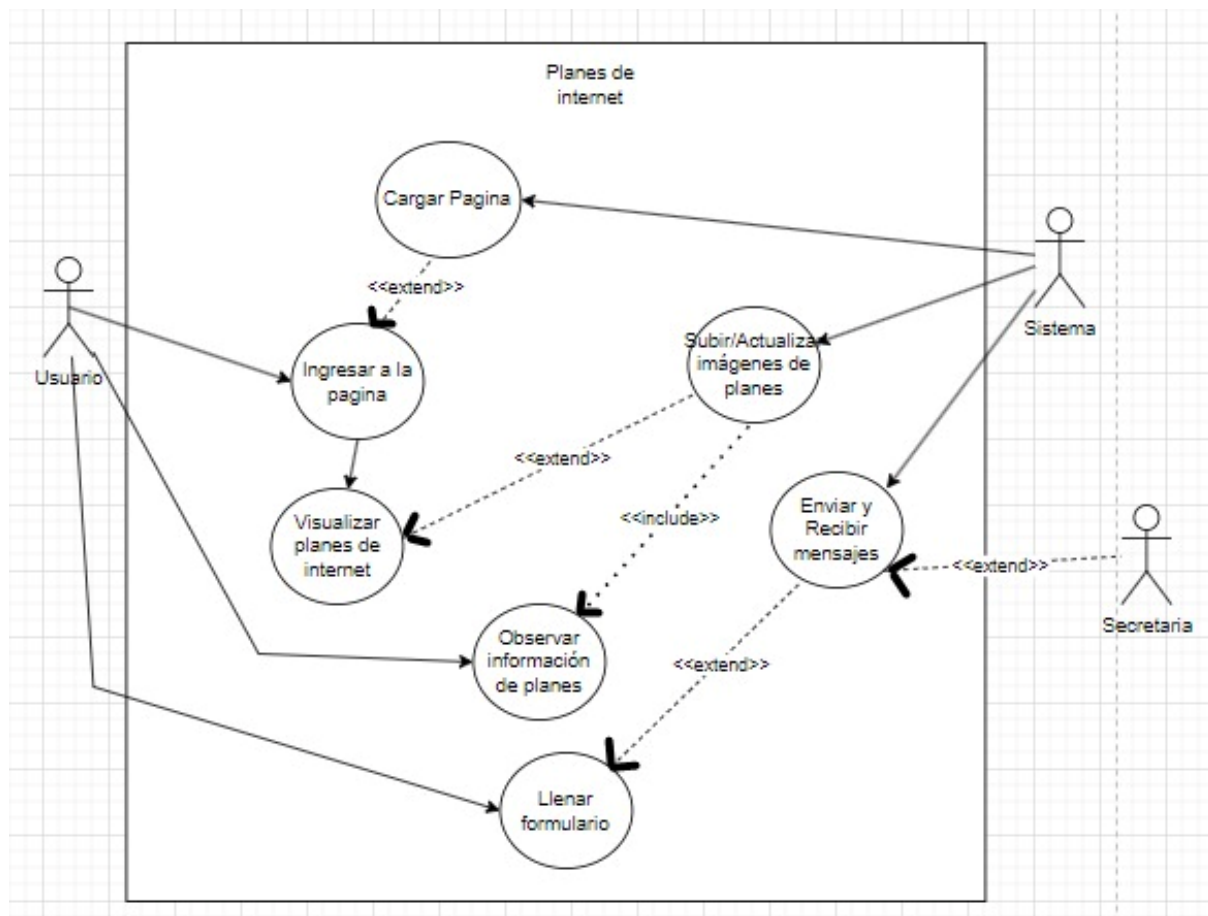 Planes de
internet
Cargar Pagina
<<extend>>
Sistema
Usuario
Ingresar a la
pagina
Subir/Actualizar
imágenes de
planes
<<extend>>
Visualizar
planes de
internet
<<include>>
Enviar y
Recibir
mensajes
<<extend>>
Secretaria
Observar
información
de planes
<<extend>>
Llenar
formulario